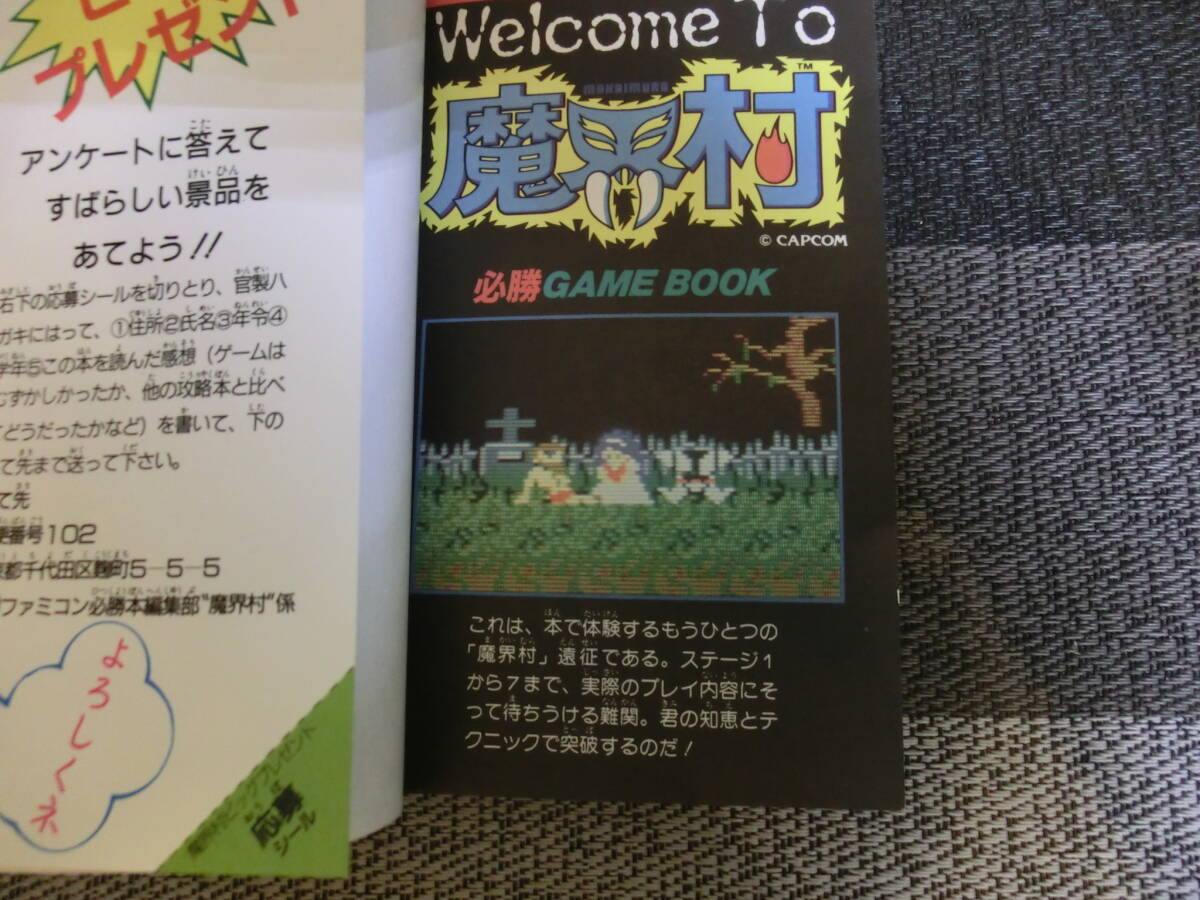 プレゼント
アンケートに答えて
すばらしい景品を
あてよう!!
右下の応募シールを切りとり、官製ハ
ガキにはって、①住所2氏名③年令④
学年5この本を読んだ感想(ゲームは
むずかしかったか、他の攻略本と比べ
てどうだったかなど)を書いて、下の
て先まで送って下さい。
て先
便番号102
京都千代田区麴町5-5-5
ファミコン必勝本編集部"魔界村"係
よろしくネ
応募
シール
Welcome To
MAKAIMURA
魔界村™
© CAPCOM
必勝GAME BOOK
これは、本で体験するもうひとつの
「魔界村」遠征である。ステージ1
から7まで、実際のプレイ内容にそ
って待ちうける難関。君の知恵とテ
クニックで突破するのだ!